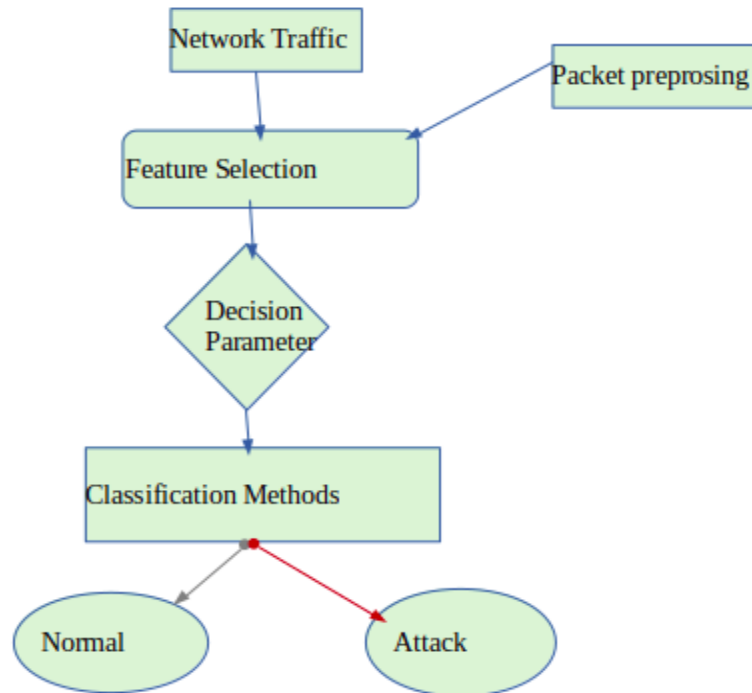 Network Traffic
Packet preprosing
Feature Selection
Decision
Parameter
Classification Methods
Normal
Attack